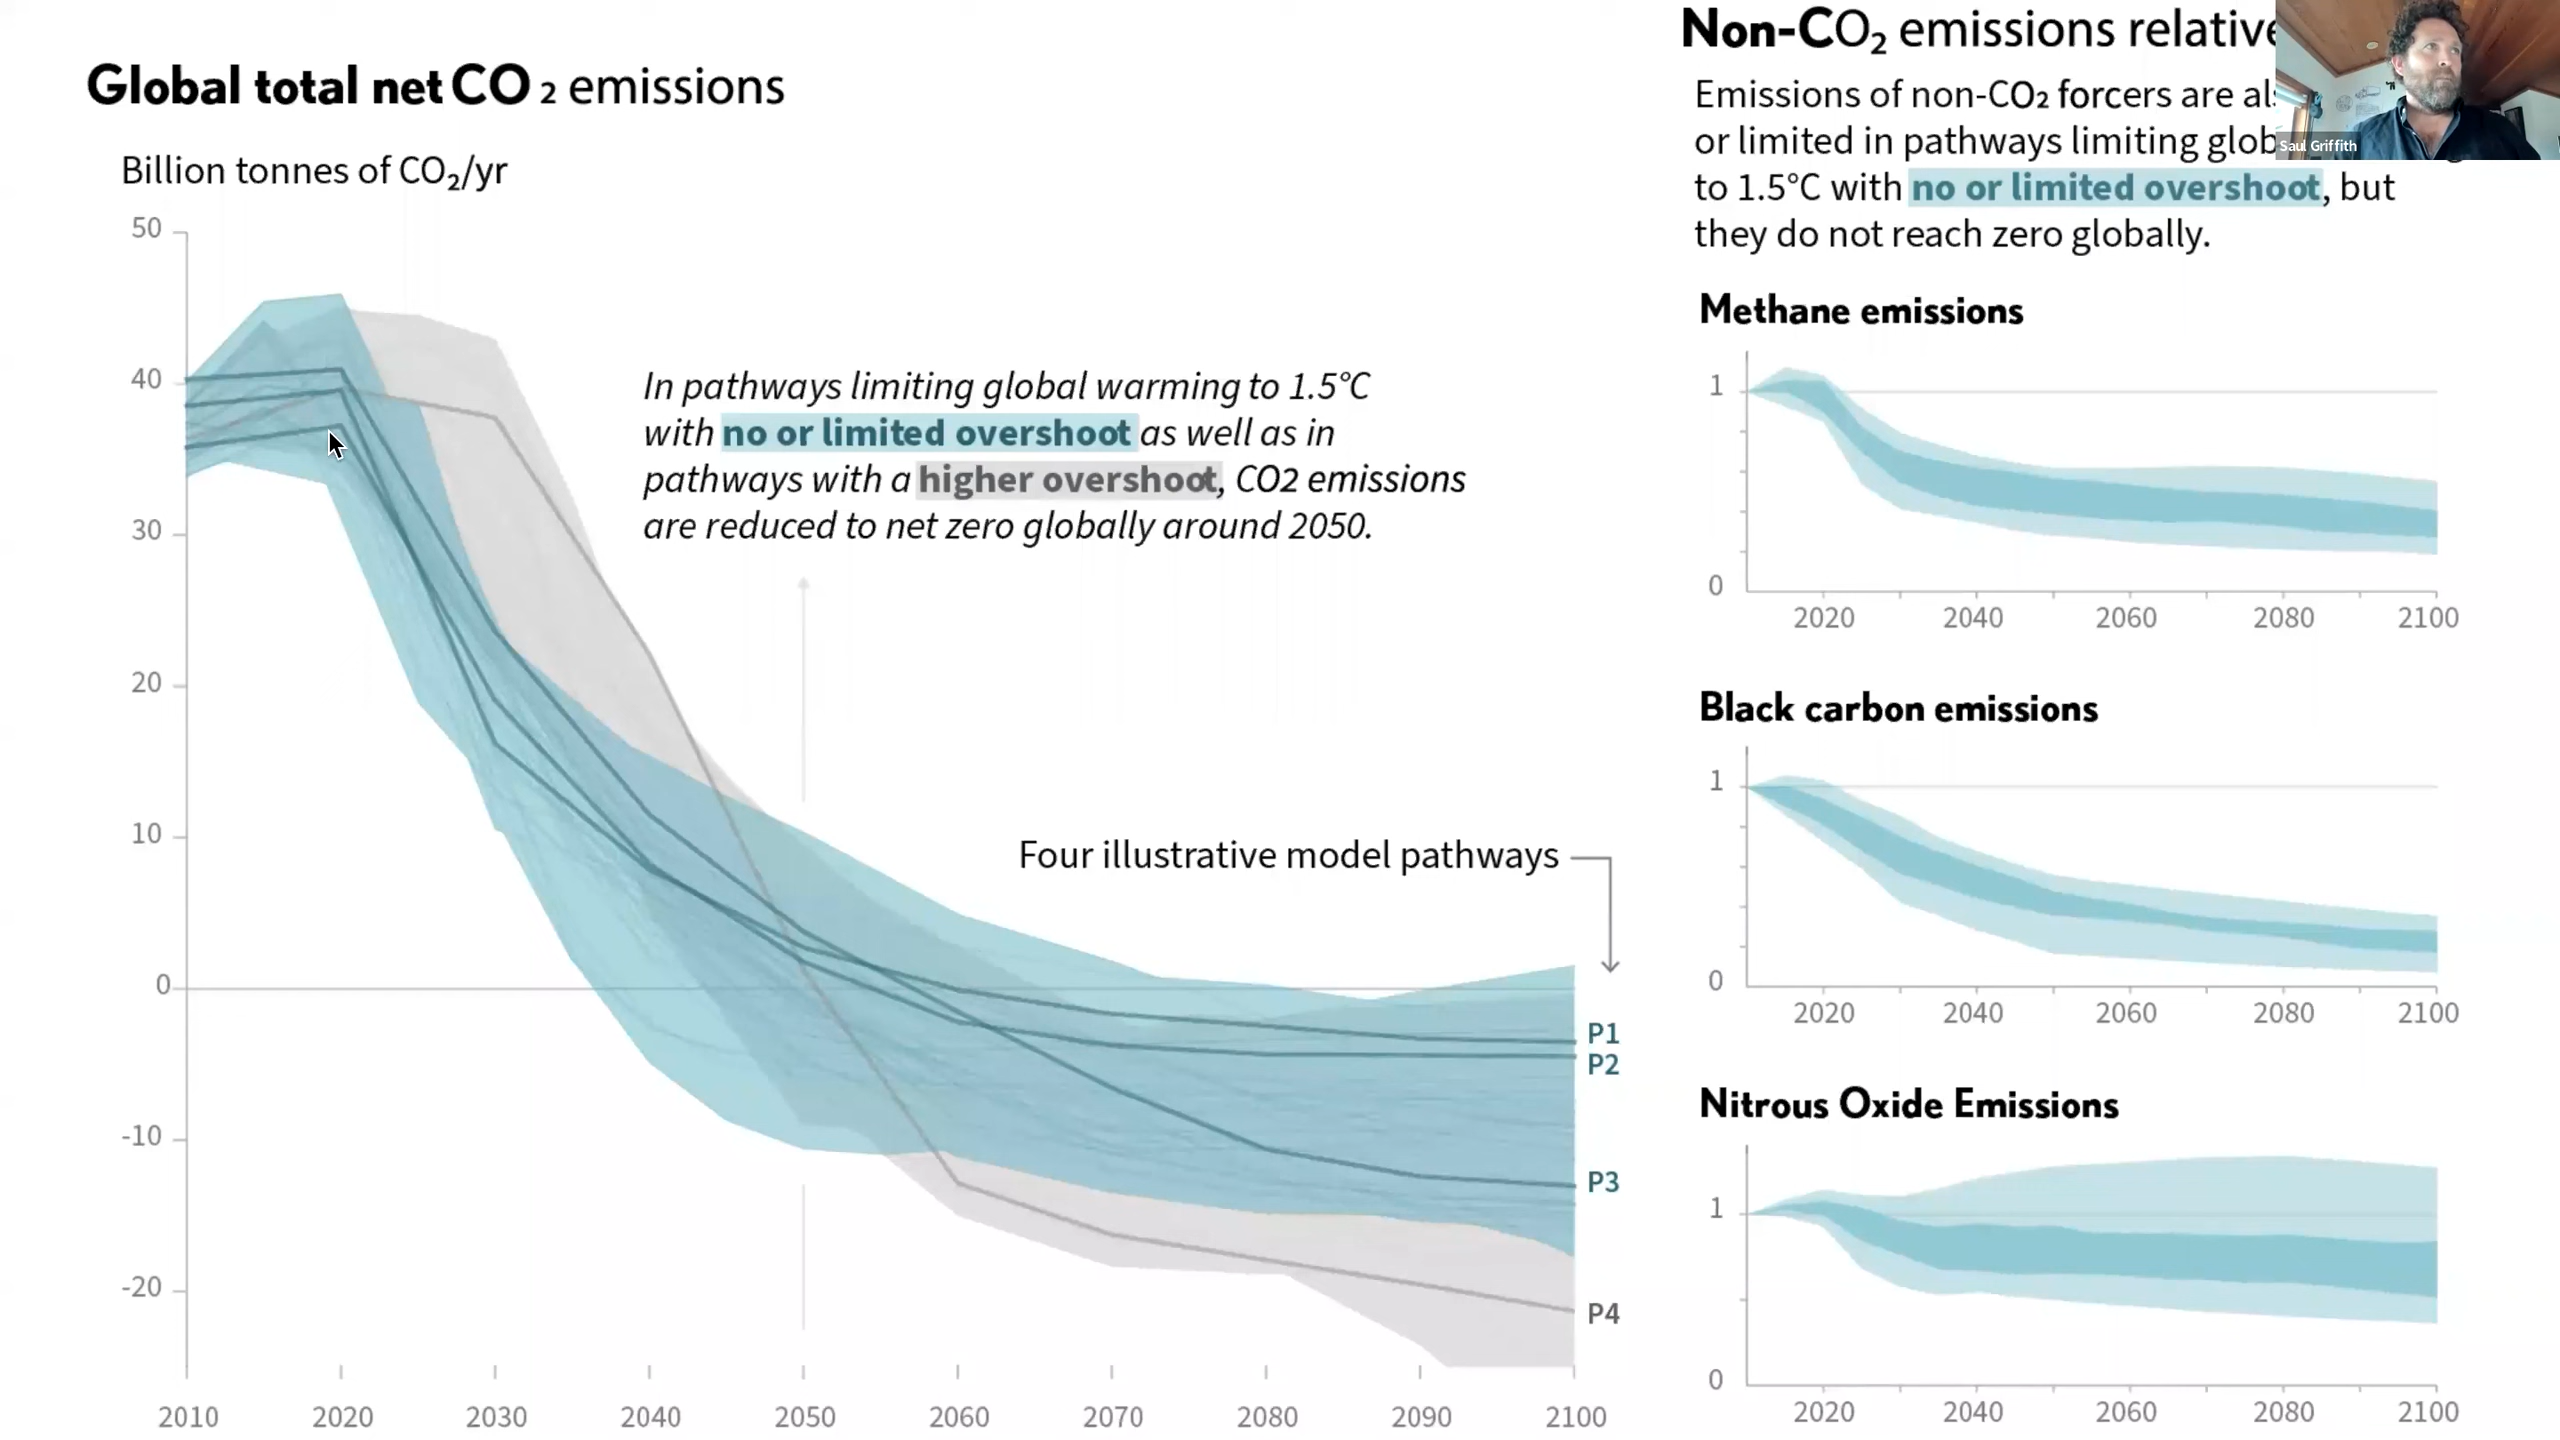 Global total net CO₂ emissions
Billion tonnes of CO₂/yr
50
40
30
20
10
0
-10
-20
2010 2020 2030 2040 2050 2060 2070 2080 2090 2100
In pathways limiting global warming to 1.5°C
with no or limited overshoot as well as in
pathways with a higher overshoot, CO2 emissions
are reduced to net zero globally around 2050.
Four illustrative model pathways
P1
P2
P3
P4
Non-CO₂ emissions relative
Emissions of non-CO₂ forcers are
or limited in pathways limiting
to 1.5°C with no or limited overshoot, but
they do not reach zero globally.
Saul Griffith
Methane emissions
1
0
2020 2040 2060 2080 2100
Black carbon emissions
1
0
2020 2040 2060 2080 2100
Nitrous Oxide Emissions
1
0
2020 2040 2060 2080 2100